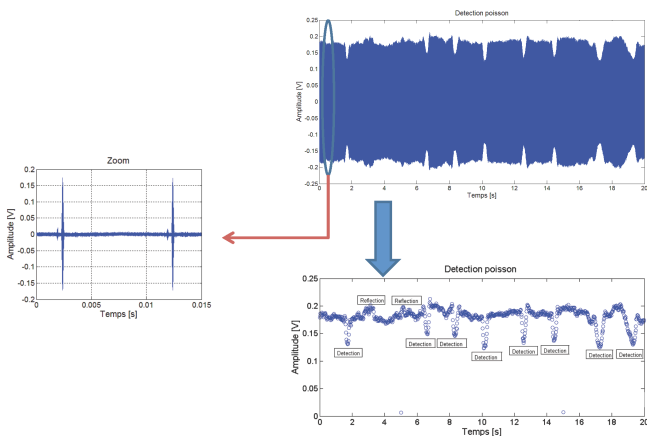 Detection poisson
0.25
0.2
0.15
0.1
0.05
0
-0.05
-0.1
-0.15
-0.2
-0.25
Amplitude [V]
0 2 4 6 8 10 12 14 16 18 20
Temps [s]
Zoom
0.2
0.15
0.1
0.05
0
-0.05
-0.1
-0.15
-0.2
Amplitude [V]
0 0.005 0.01 0.015
Temps [s]
Detection poisson
0.25
0.2
0.15
0.1
0.05
0
Amplitude [V]
Reflection Reflection
Detection Detection Detection Detection Detection Detection Detection Detection
0 2 4 6 8 10 12 14 16 18 20
Temps [s]